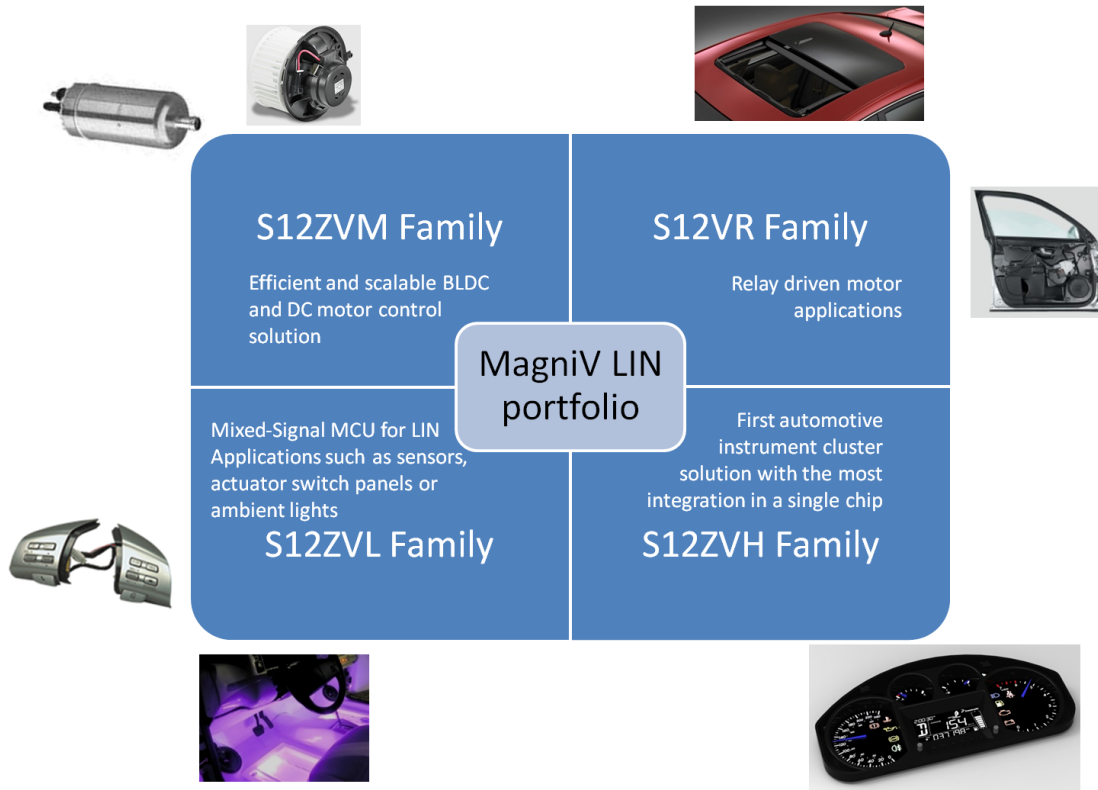 S12ZVM Family
Efficient and scalable BLDC
and DC motor control
solution
S12VR Family
Relay driven motor
applications
MagniV LIN
portfolio
Mixed-Signal MCU for LIN
Applications such as sensors,
actuator switch panels or
ambient lights
S12ZVL Family
First automotive
instrument cluster
solution with the most
integration in a single chip
S12ZVH Family
154
037198